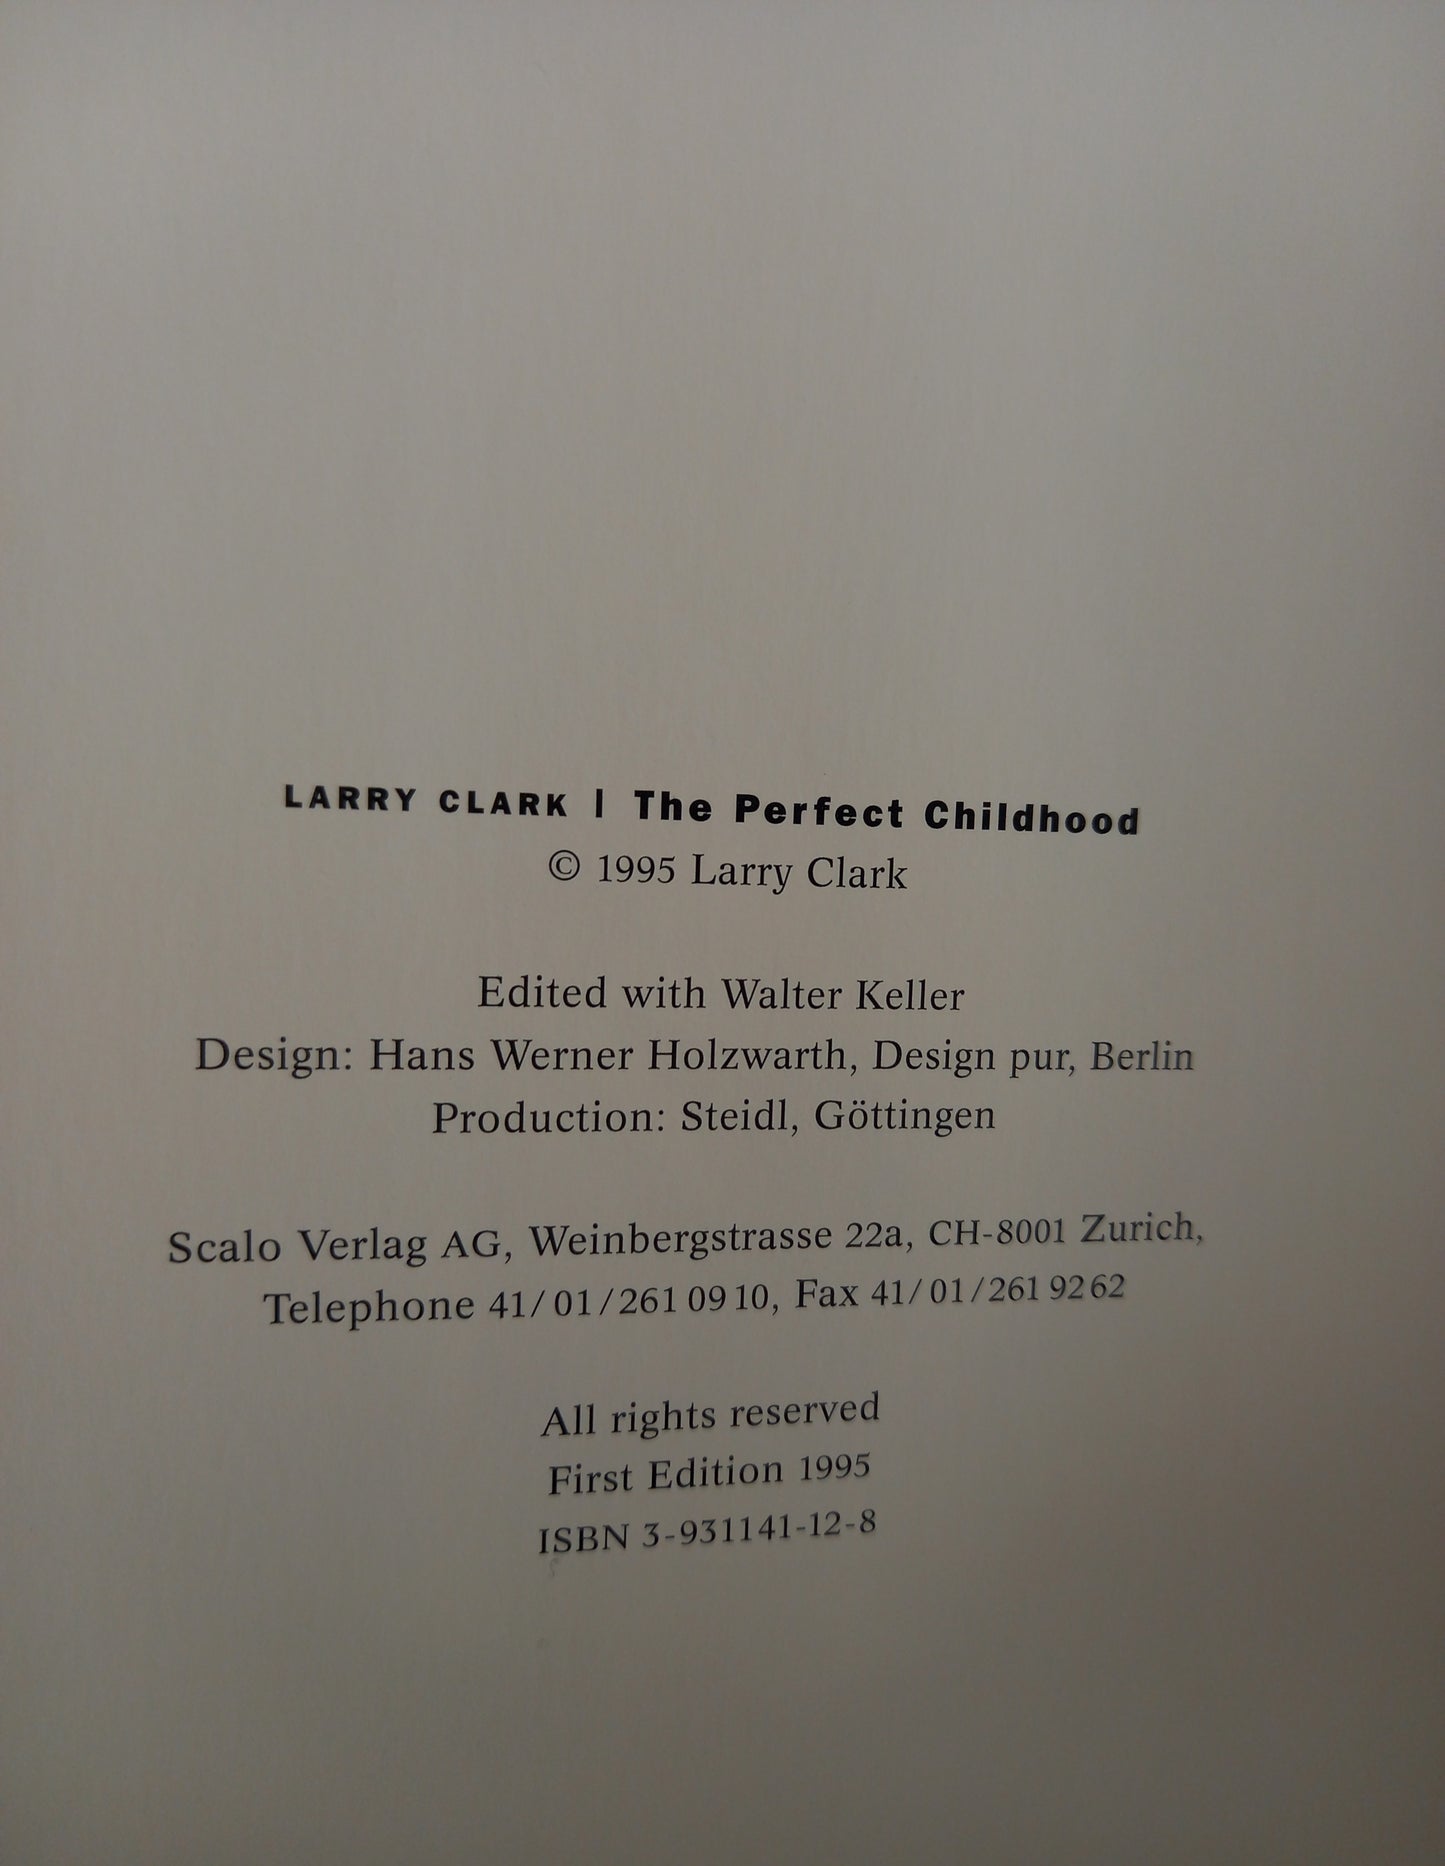 LARRY CLARK | The Perfect Childhood
© 1995 Larry Clark
Edited with Walter Keller
Design: Hans Werner Holzwarth, Design pur, Berlin
Production: Steidl, Göttingen
Scalo Verlag AG, Weinbergstrasse 22a, CH-8001 Zurich,
Telephone 41/01/261 09 10, Fax 41/01/261 92 62
All rights reserved
First Edition 1995
ISBN 3-931141-12-8